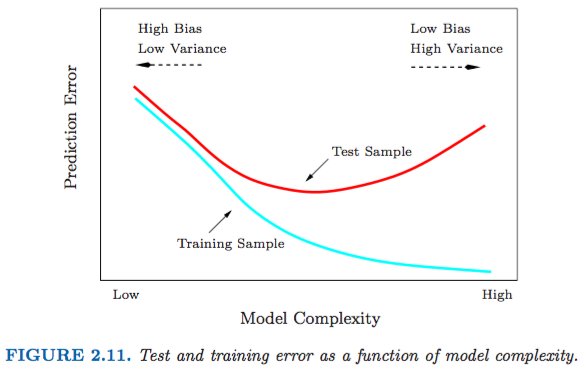 High Bias
Low Variance
Low Bias
High Variance
Prediction Error
Test Sample
Training Sample
Low
High
Model Complexity
FIGURE 2.11. Test and training error as a function of model complexity.